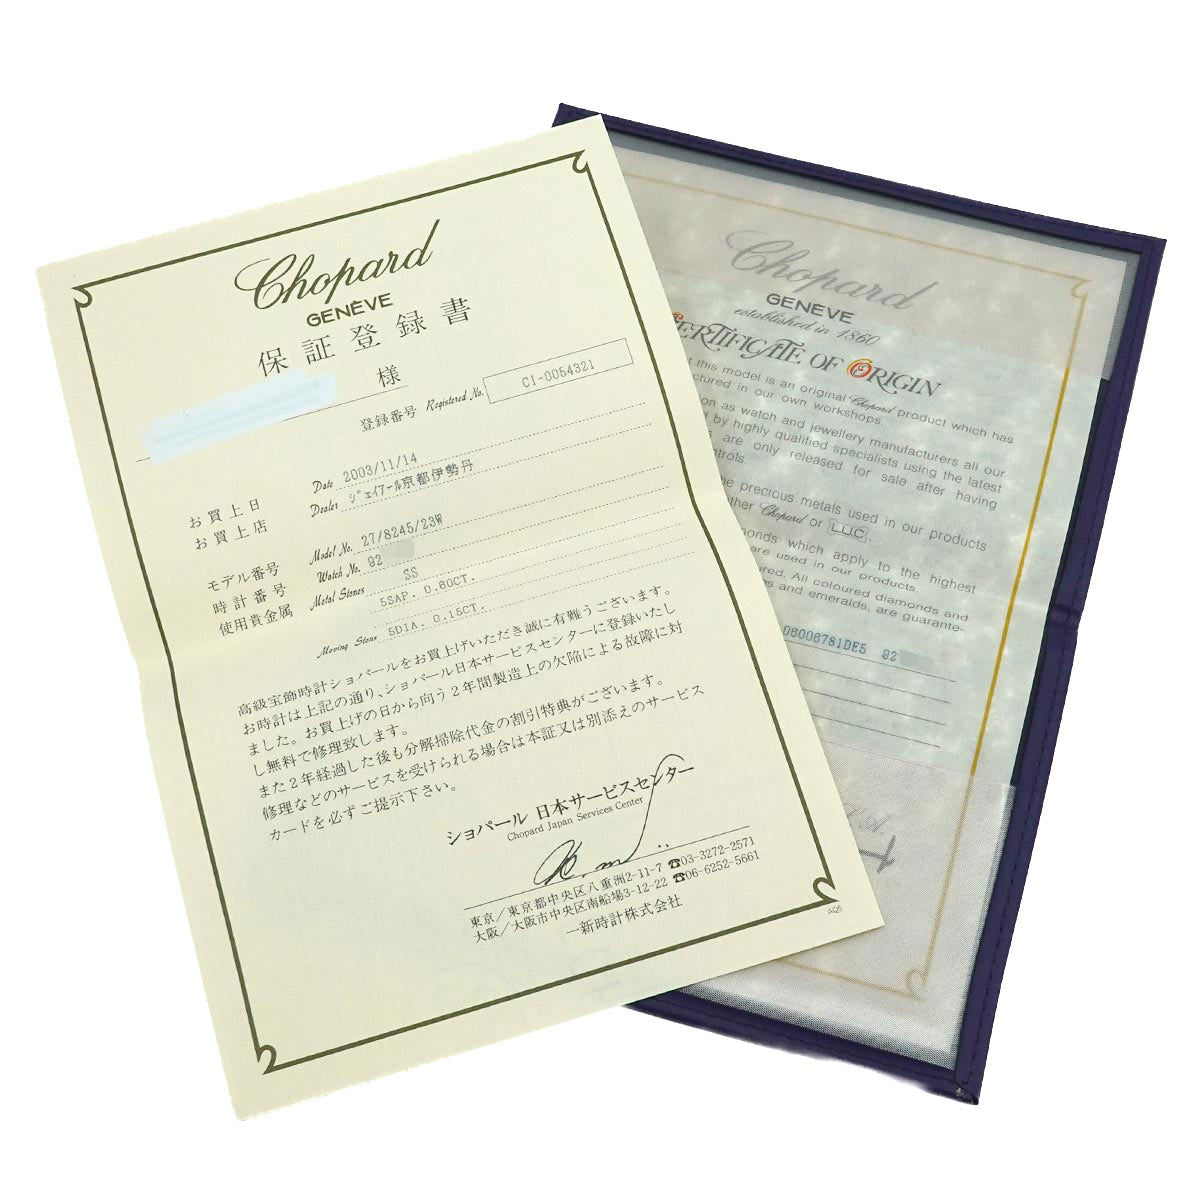 Chopard
GENÈVE
保証登録書
様
登録番号 Registered No. CI-0054321
お買上日 Date 2003/11/14
お買上店 Dealer ジェイアール京都伊勢丹
モデル番号 Model No. 27/8245/23W
時計番号 Watch No. 92
使用貴金属 Metal Stones SS
5SAP. 0.60CT.
Moving Stone 5DIA. 0.15CT.
高級宝飾時計ショパールをお買上げいただき誠に有難うございます。
お時計は上記の通り、ショパール日本サービスセンターに登録いたし
ました。お買上げの日から向う2年間製造上の欠陥による故障に対
し無料で修理致します。
また2年経過した後も分解掃除代金の割引特典がございます。
修理などのサービスを受けられる場合は本証又は別添えのサービス
カードを必ずご提示下さい。
ショパール 日本サービスセンター
Chopard Japan Services Center
東京/東京都中央区八重洲2-11-7 ☎03-3272-2571
大阪/大阪市中央区南船場3-12-22 ☎06-6252-5661
一新時計株式会社
AQ5
Chopard
GENEVE
established in 1860
CERTIFICATE OF ORIGIN
this model is an original Chopard product which has
in our own workshops.
as watch and jewellery manufacturers all our
by highly qualified specialists using the latest
are only released for sale after having
the precious metals used in our products
either Chopard or LUC.
which apply to the highest
are used in our products.
All coloured diamonds and
and emeralds, are guarante-
92